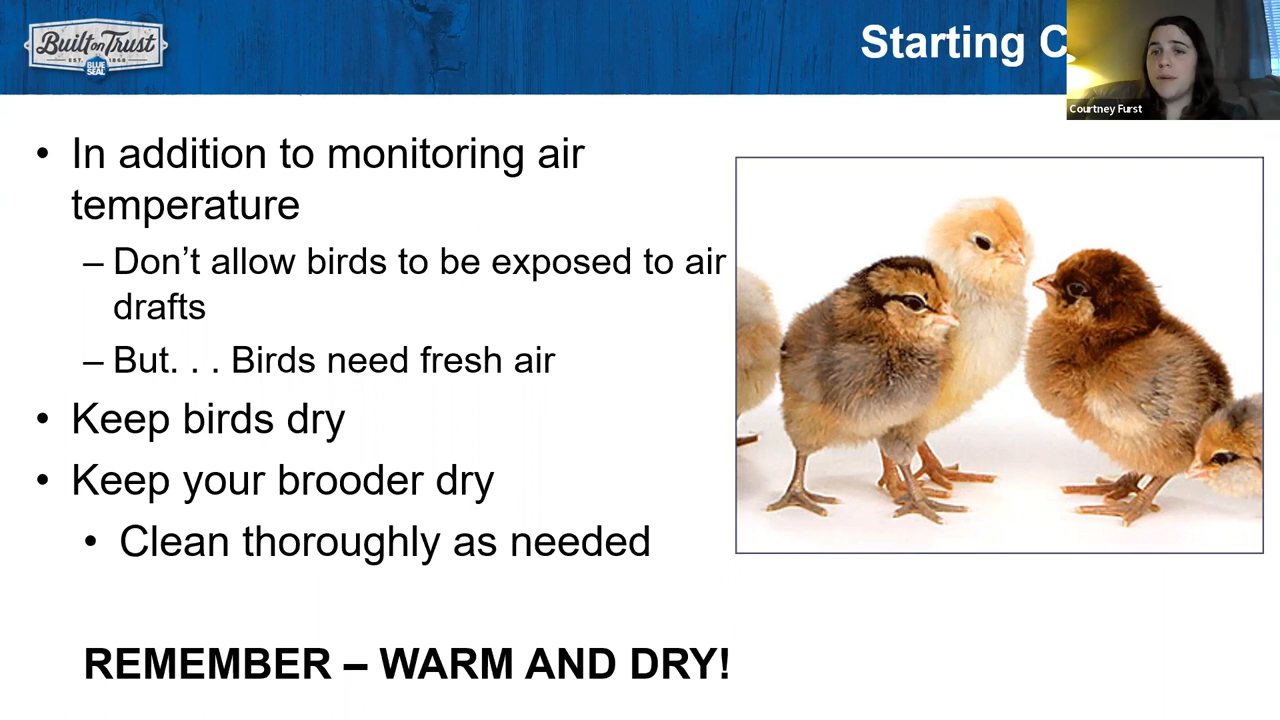 Built on Trust
EST. 1868
BLUE
SEAL
Starting C
Courtney Furst
• In addition to monitoring air
temperature
– Don’t allow birds to be exposed to air
drafts
– But. . . Birds need fresh air
• Keep birds dry
• Keep your brooder dry
• Clean thoroughly as needed
REMEMBER – WARM AND DRY!